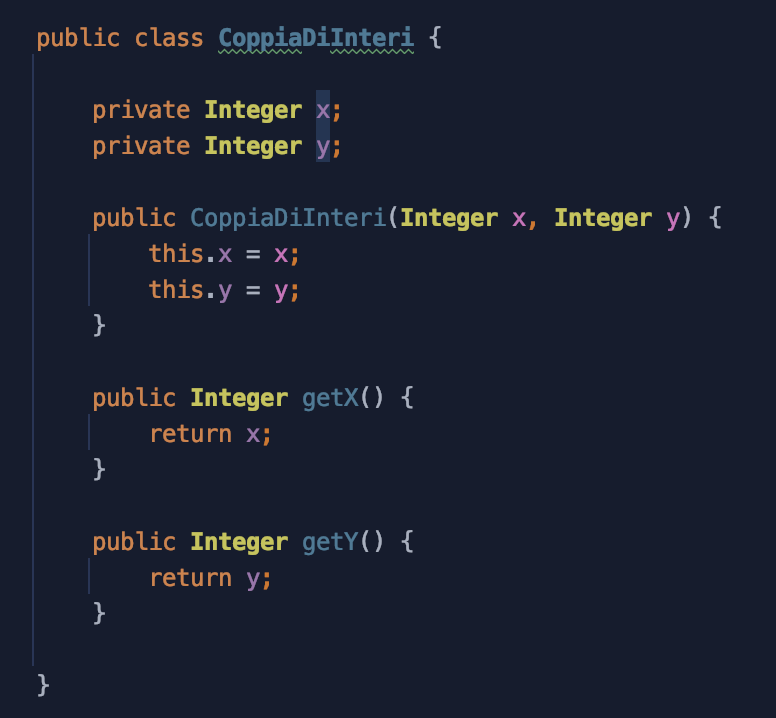 public class CoppiaDiInteri {
private Integer x;
private Integer y;
public CoppiaDiInteri(Integer x, Integer y) {
this.x = x;
this.y = y;
}
public Integer getX() {
return x;
}
public Integer getY() {
return y;
}
}